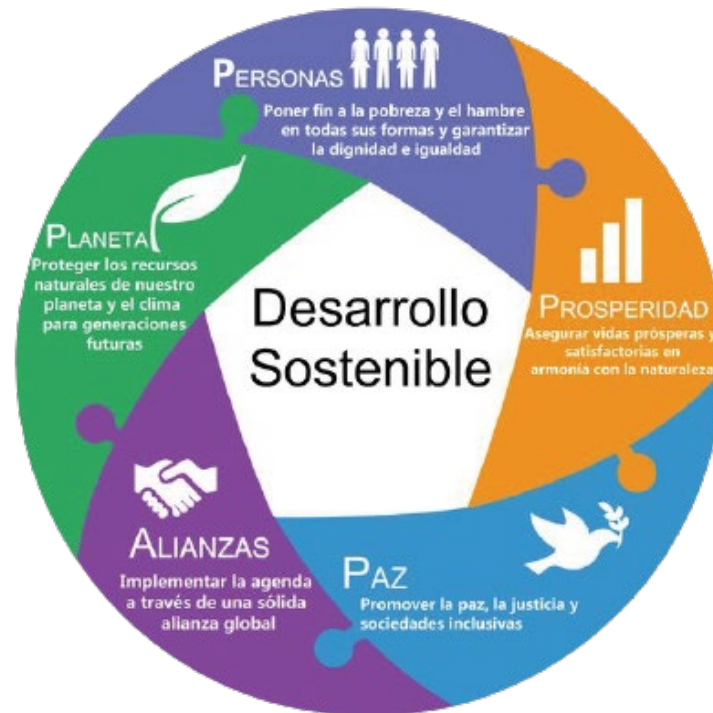 PERSONAS
Poner fin a la pobreza y el hambre
en todas sus formas y garantizar
la dignidad e igualdad
PROSPERIDAD
Asegurar vidas prósperas y
satisfactorias en
armonía con la naturaleza
PAZ
Promover la paz, la justicia y
sociedades inclusivas
ALIANZAS
Implementar la agenda
a través de una sólida
alianza global
PLANETA
Proteger los recursos
naturales de nuestro
planeta y el clima
para generaciones
futuras
Desarrollo
Sostenible